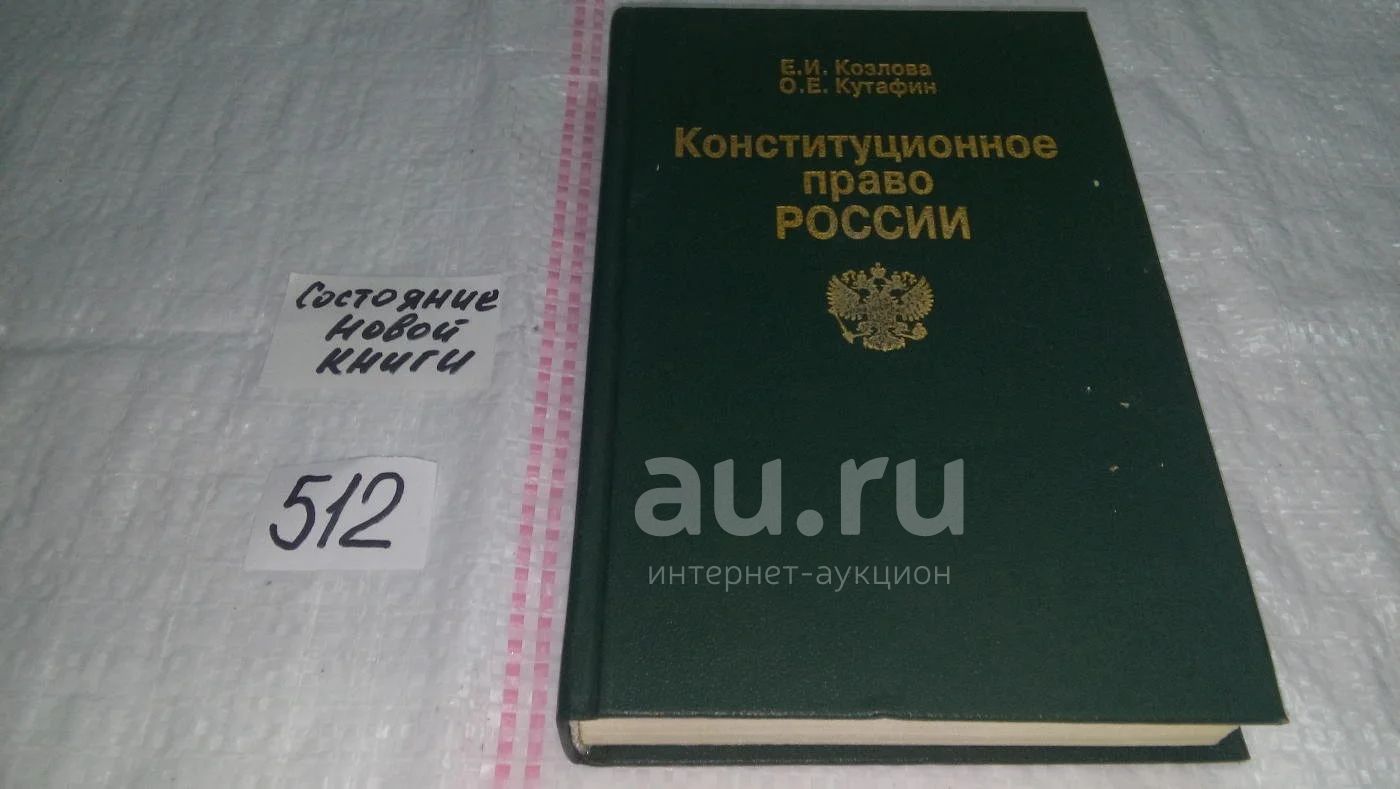 Е.И. Козлова
О.Е. Кутафин
Конституционное
право
РОССИИ
Состояние
новой
книги
512
au.ru
интернет-аукцион